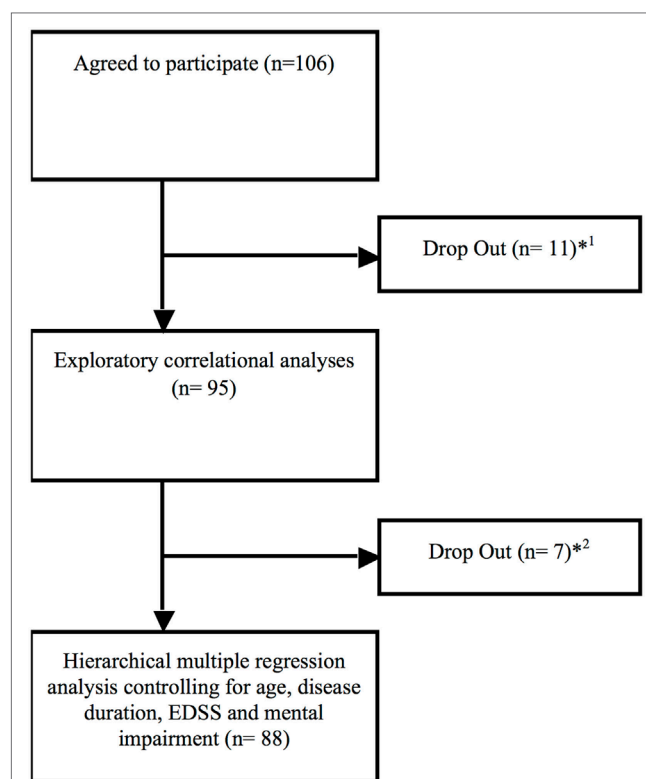 Agreed to participate (n=106)
Drop Out (n= 11)*1
Exploratory correlational analyses
(n= 95)
Drop Out (n= 7)*2
Hierarchical multiple regression
analysis controlling for age, disease
duration, EDSS and mental
impairment (n= 88)